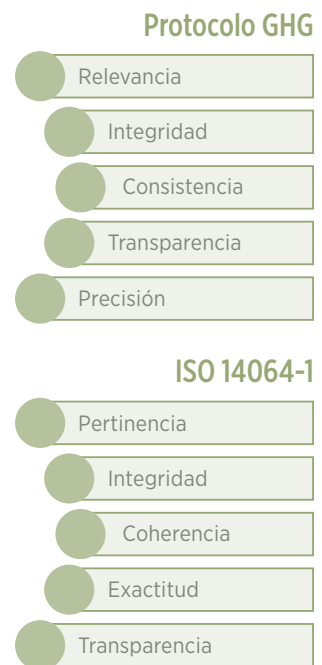 Protocolo GHG
Relevancia
Integridad
Consistencia
Transparencia
Precisión
ISO 14064-1
Pertinencia
Integridad
Coherencia
Exactitud
Transparencia